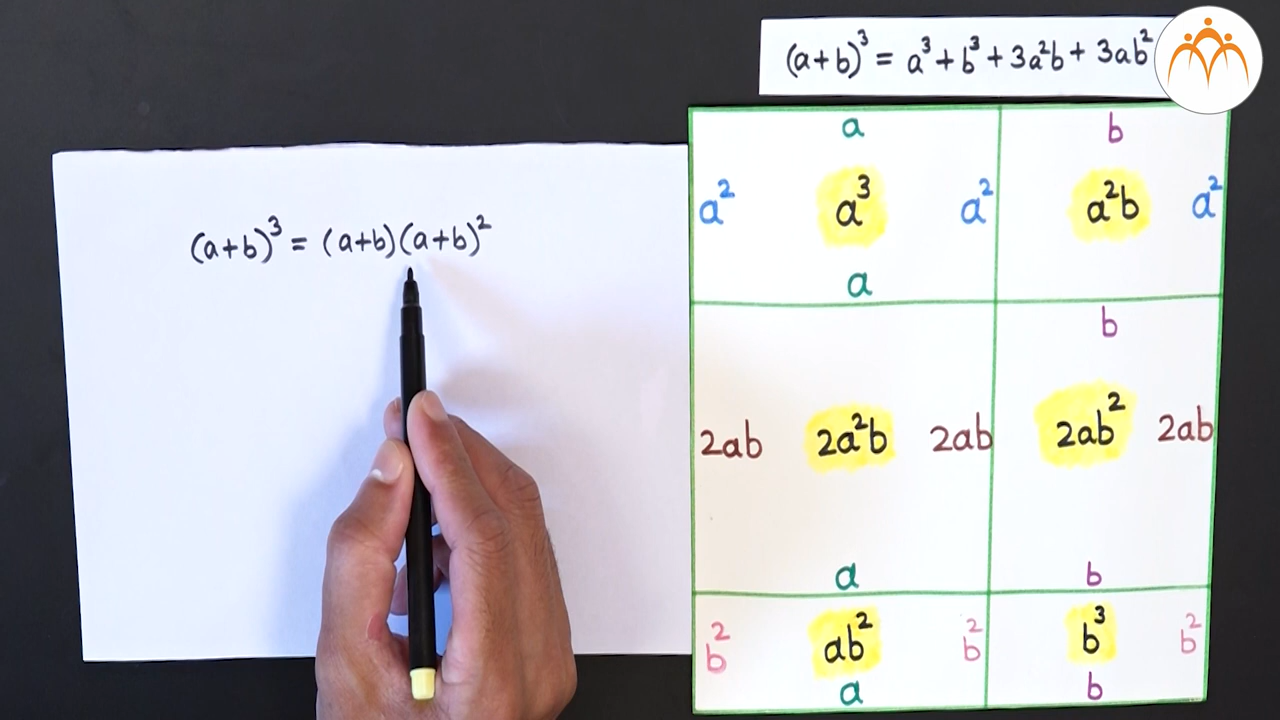 (a+b)³ = a³+b³+3a²b+3ab²
(a+b)³ = (a+b)(a+b)²
a b
a² a³ a² a²b a²
a
b
2ab 2a²b 2ab 2ab² 2ab
a b
b² ab² b² b³ b²
a b